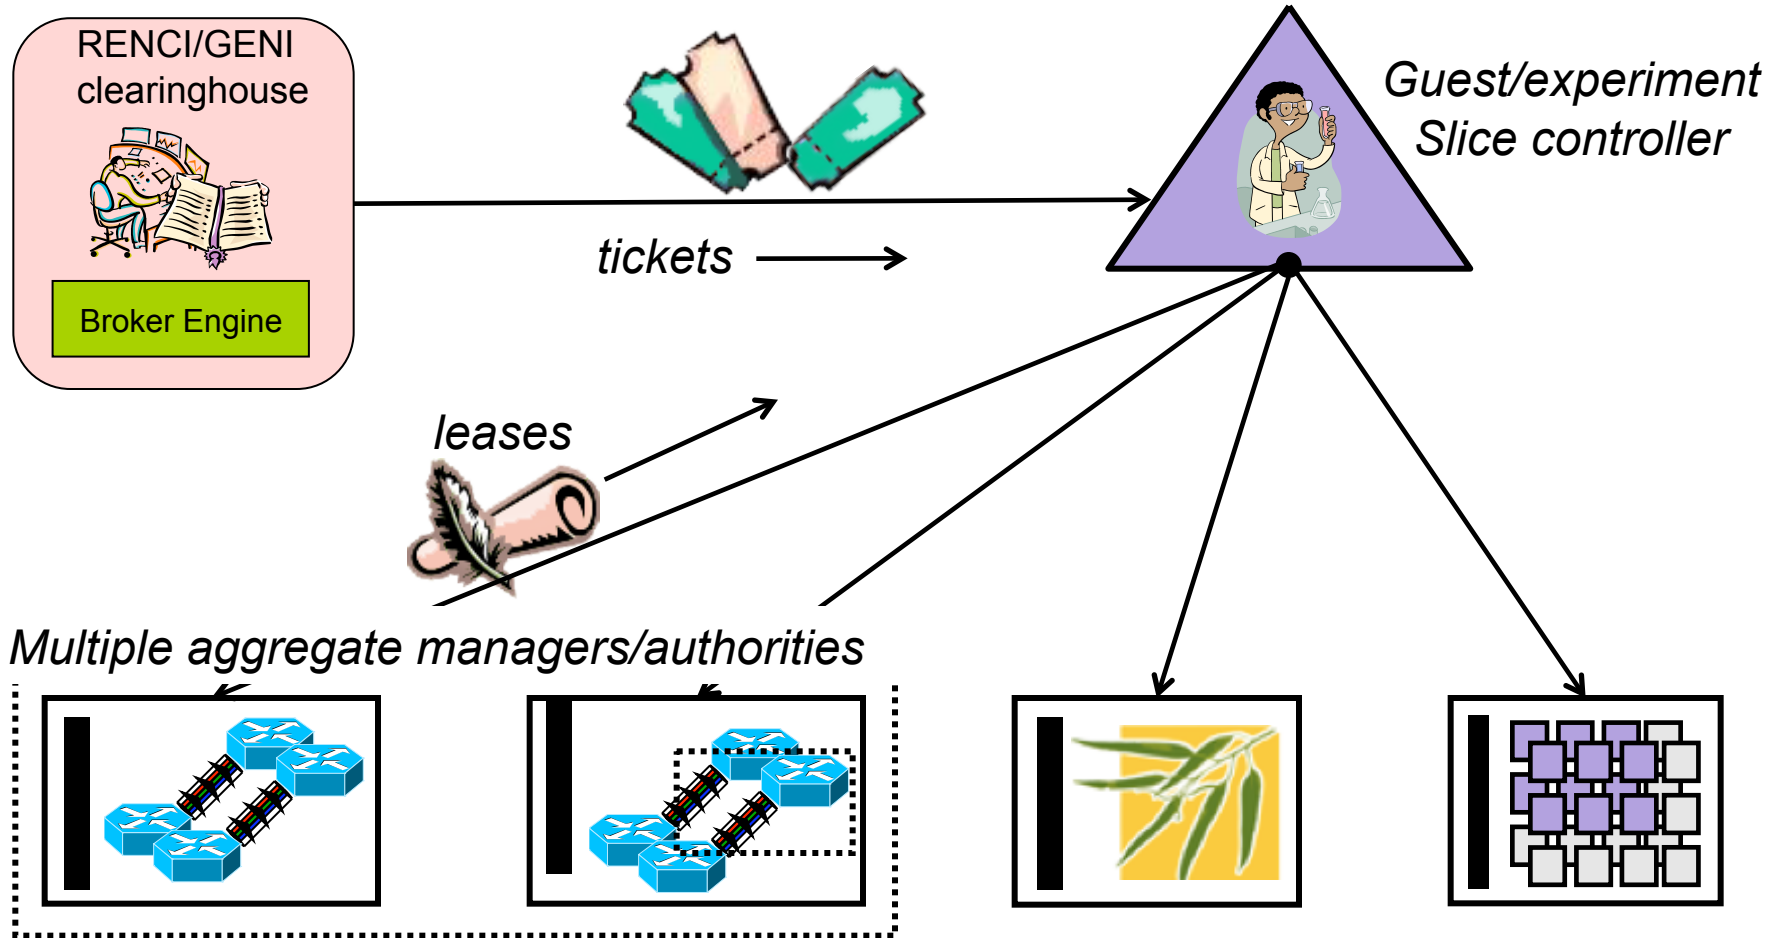 RENCI/GENI
clearinghouse
Broker Engine
tickets
Guest/experiment
Slice controller
leases
Multiple aggregate managers/authorities